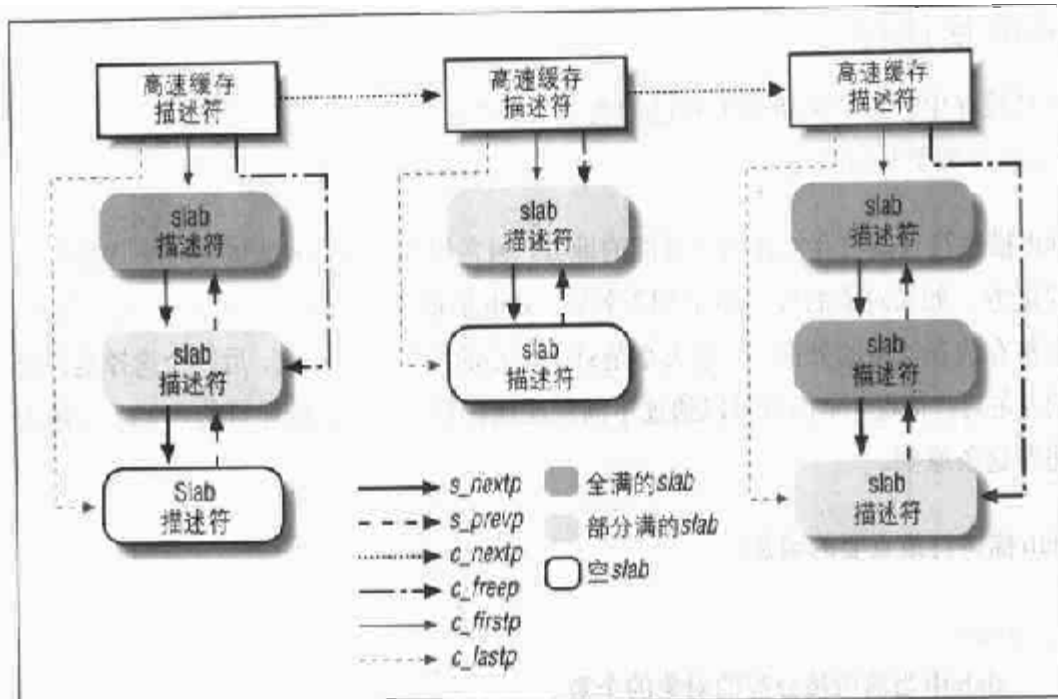 高速缓存
描述符
高速缓存
描述符
高速缓存
描述符
slab
描述符
slab
描述符
slab
描述符
slab
描述符
slab
描述符
slab
描述符
Slab
描述符
slab
描述符
s_nextp
s_prevp
c_nextp
c_freep
c_firstp
c_lastp
全满的slab
部分满的slab
空slab